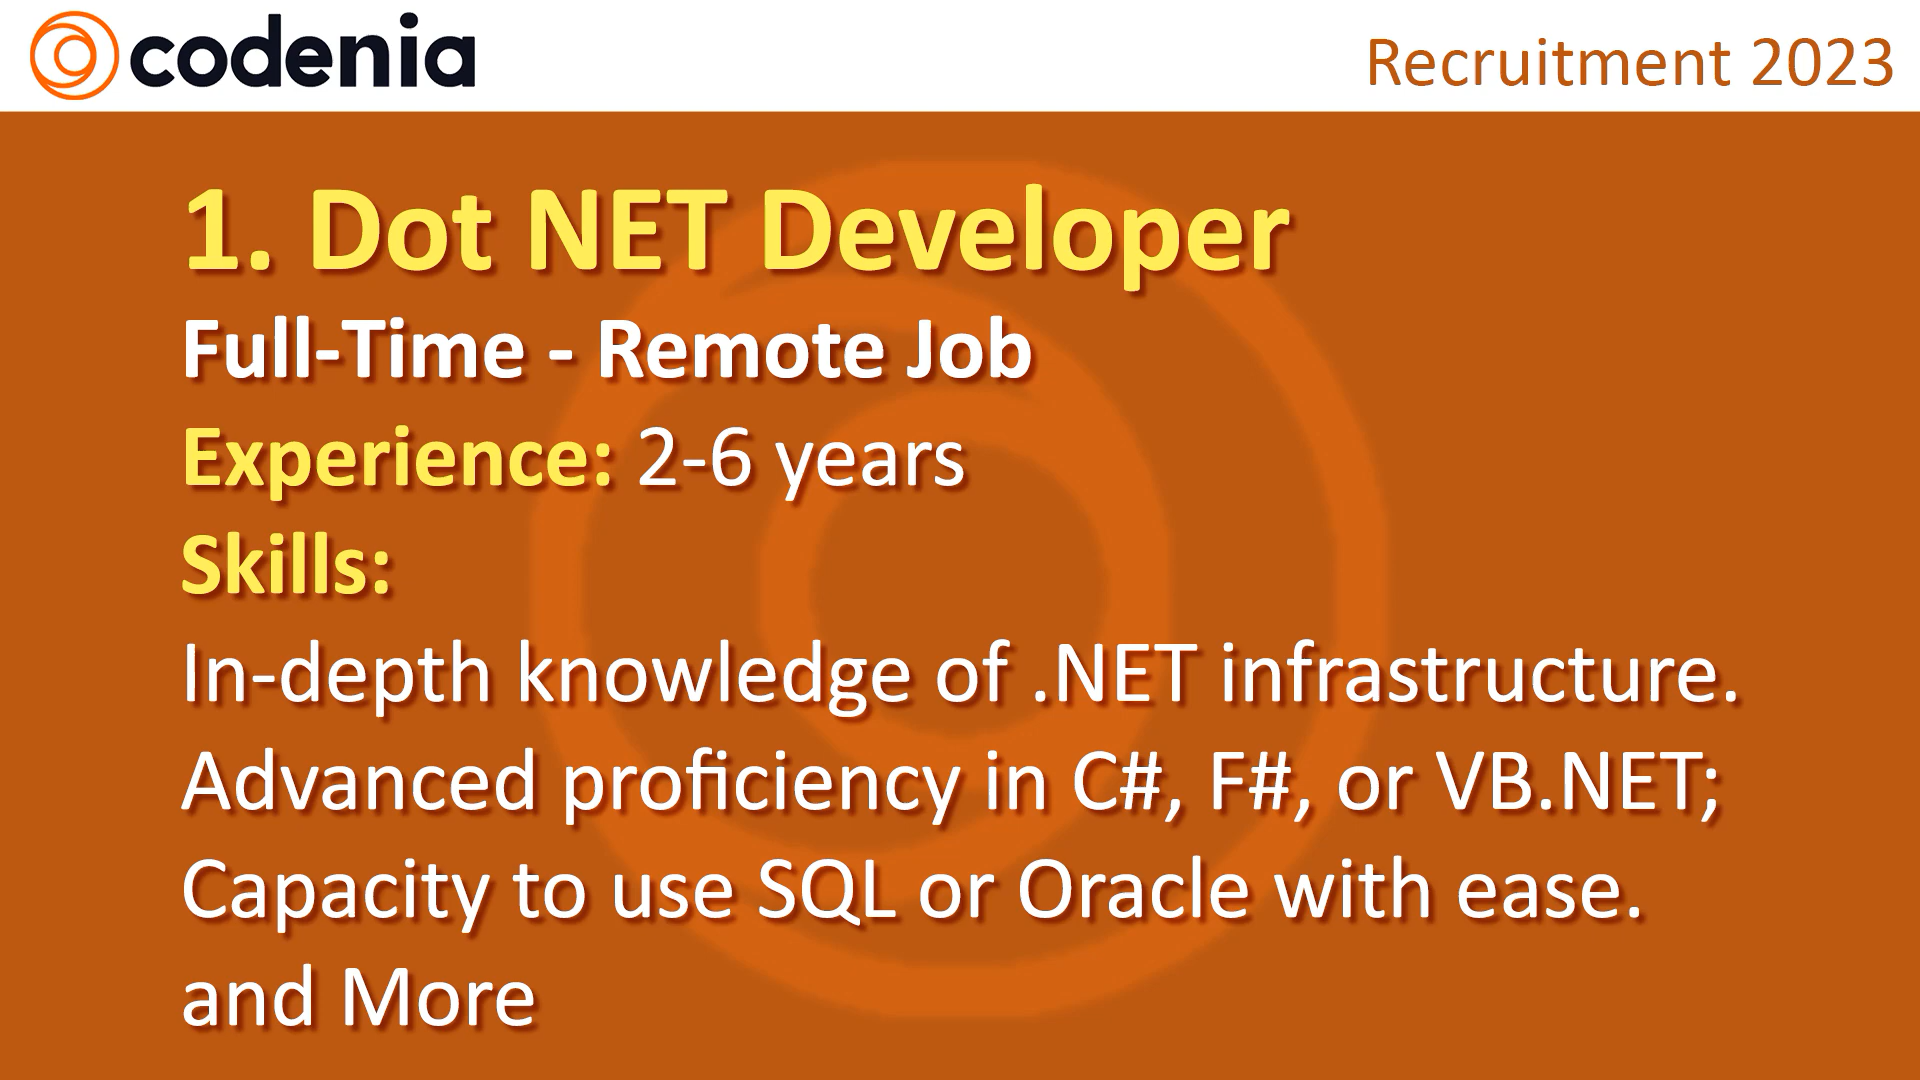 codenia
Recruitment 2023
1. Dot NET Developer
Full-Time - Remote Job
Experience: 2-6 years
Skills:
In-depth knowledge of .NET infrastructure.
Advanced proficiency in C#, F#, or VB.NET;
Capacity to use SQL or Oracle with ease.
and More